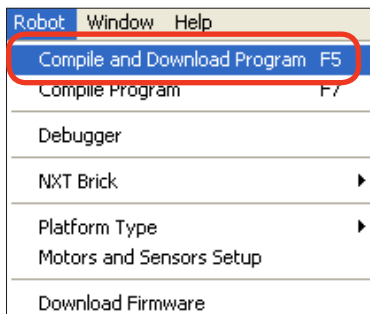 Robot Window Help
Compile and Download Program F5
Compile Program F7
Debugger
NXT Brick
Platform Type
Motors and Sensors Setup
Download Firmware